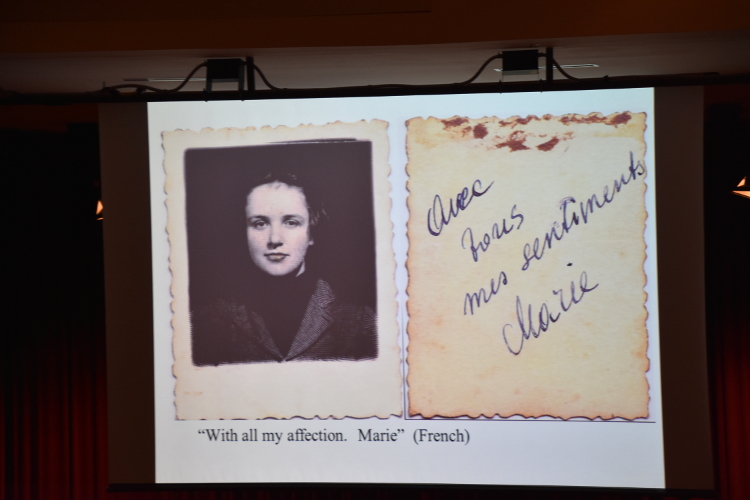 Avec
tous
mes sentiments
Marie
“With all my affection. Marie” (French)